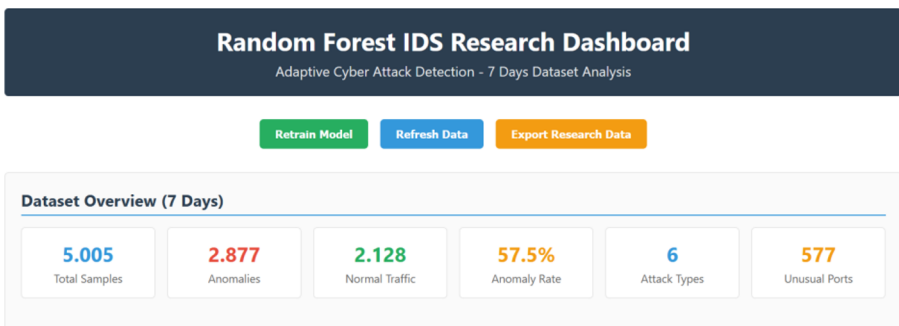 Random Forest IDS Research Dashboard
Adaptive Cyber Attack Detection - 7 Days Dataset Analysis
Retrain Model Refresh Data Export Research Data
Dataset Overview (7 Days)
5.005 2.877 2.128 57.5% 6 577
Total Samples Anomalies Normal Traffic Anomaly Rate Attack Types Unusual Ports